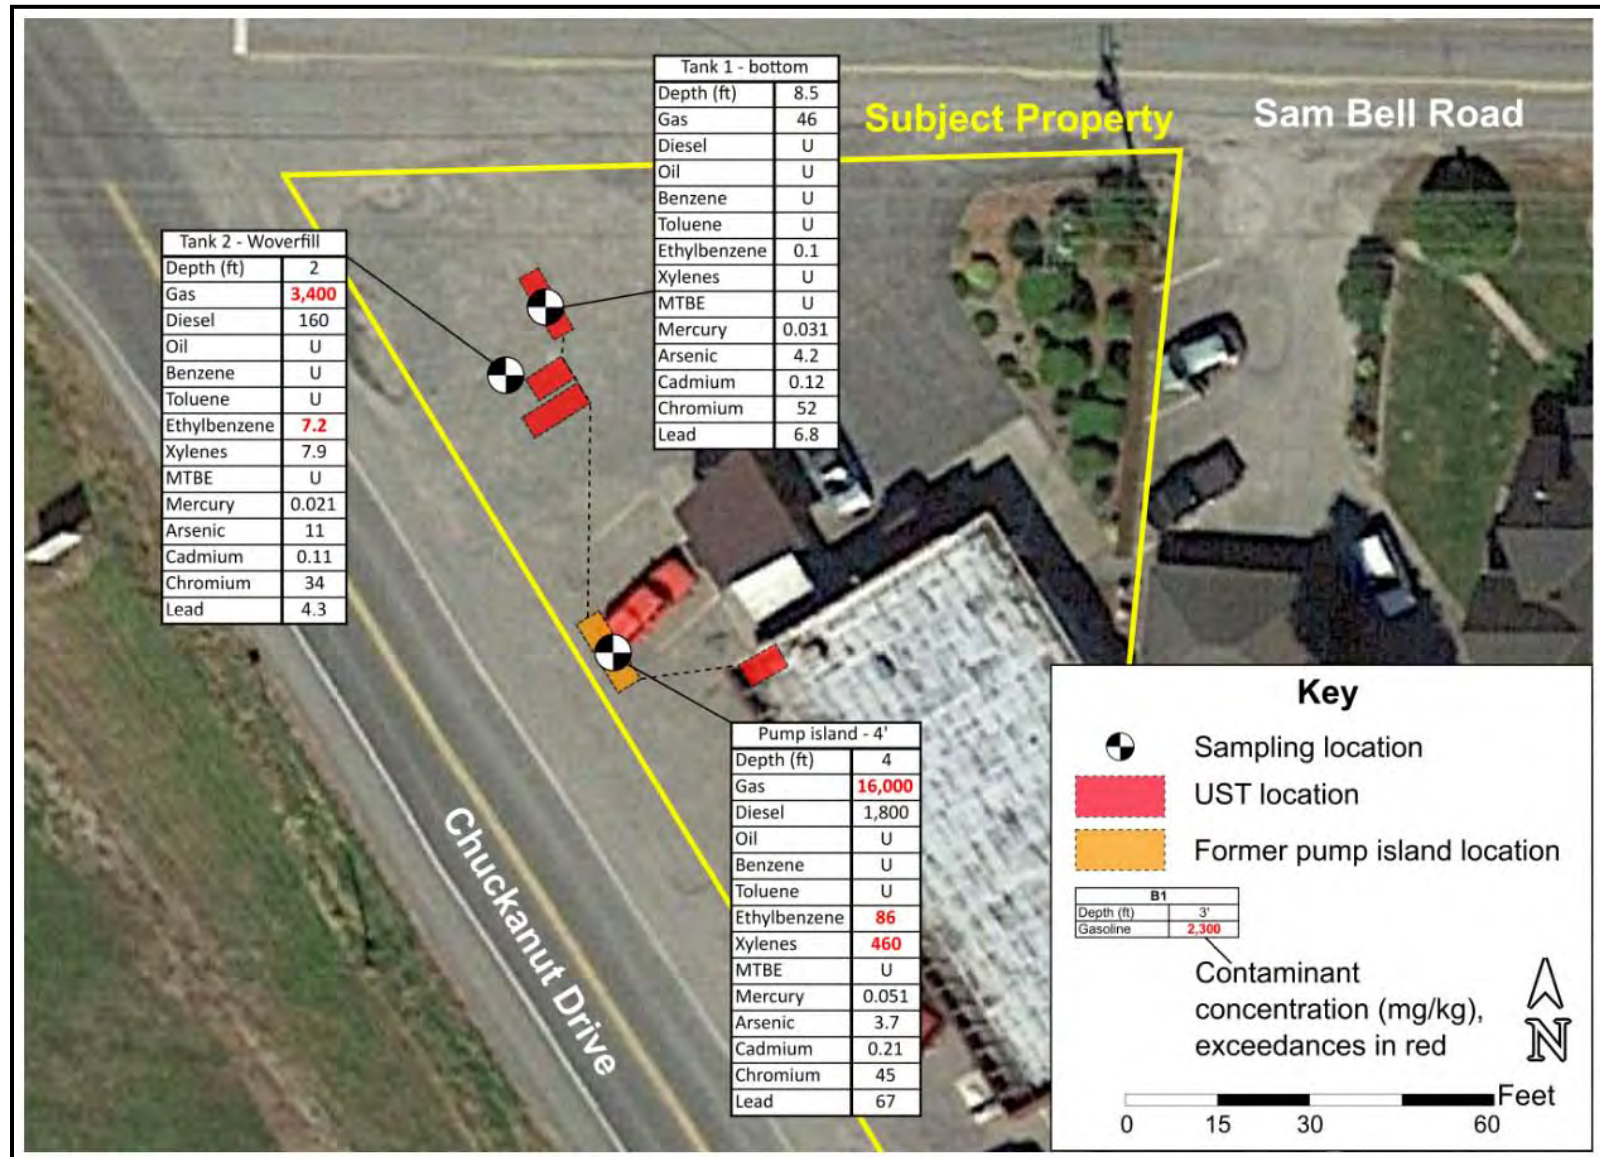 Tank 1 - bottom
Depth (ft) 8.5
Gas 46
Diesel U
Oil U
Benzene U
Toluene U
Ethylbenzene 0.1
Xylenes U
MTBE U
Mercury 0.031
Arsenic 4.2
Cadmium 0.12
Chromium 52
Lead 6.8
Subject Property
Sam Bell Road
Tank 2 - Woverfill
Depth (ft) 2
Gas 3,400
Diesel 160
Oil U
Benzene U
Toluene U
Ethylbenzene 7.2
Xylenes 7.9
MTBE U
Mercury 0.021
Arsenic 11
Cadmium 0.11
Chromium 34
Lead 4.3
Pump island - 4'
Depth (ft) 4
Gas 16,000
Diesel 1,800
Oil U
Benzene U
Toluene U
Ethylbenzene 86
Xylenes 460
MTBE U
Mercury 0.051
Arsenic 3.7
Cadmium 0.21
Chromium 45
Lead 67
Chuckanut Drive
Key
Sampling location
UST location
Former pump island location
B1
Depth (ft) 3'
Gasoline 2,300
Contaminant
concentration (mg/kg),
exceedances in red
N
Feet
0 15 30 60